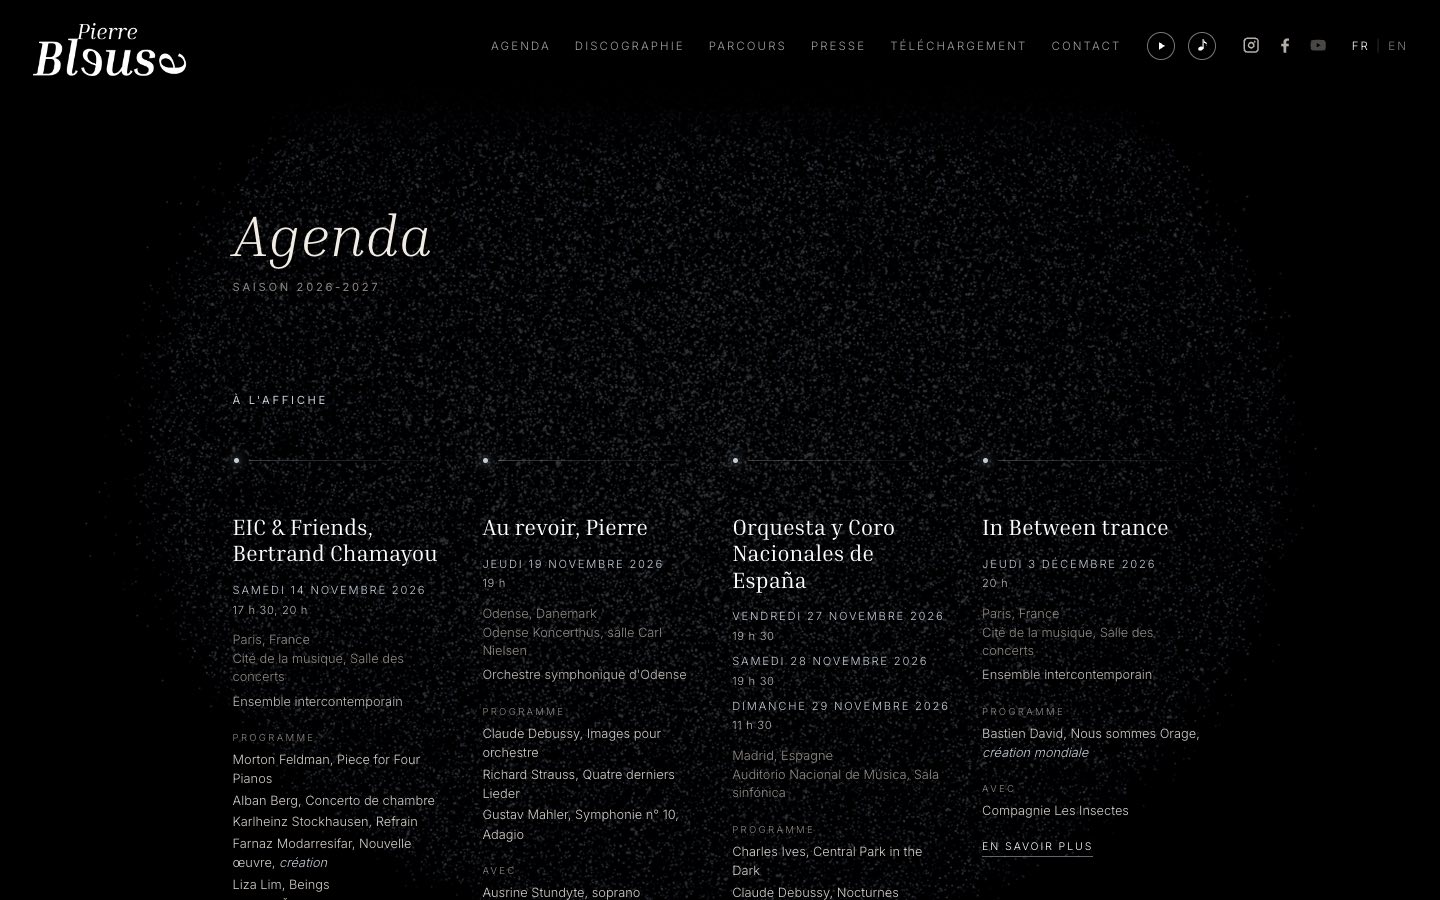 Pierre
Bleuse
AGENDA DISCOGRAPHIE PARCOURS PRESSE TÉLÉCHARGEMENT CONTACT FR EN
Agenda
SAISON 2026-2027
À L'AFFICHE
EIC & Friends,
Bertrand Chamayou
SAMEDI 14 NOVEMBRE 2026
17 h 30, 20 h
Paris, France
Cité de la musique, Salle des
concerts
Ensemble intercontemporain
PROGRAMME
Morton Feldman, Piece for Four
Pianos
Alban Berg, Concerto de chambre
Karlheinz Stockhausen, Refrain
Farnaz Modarresifar, Nouvelle
œuvre, création
Liza Lim, Beings
Au revoir, Pierre
JEUDI 19 NOVEMBRE 2026
19 h
Odense, Danemark
Odense Koncerthus, salle Carl
Nielsen
Orchestre symphonique d'Odense
PROGRAMME
Claude Debussy, Images pour
orchestre
Richard Strauss, Quatre derniers
Lieder
Gustav Mahler, Symphonie n° 10,
Adagio
AVEC
Ausrine Stundyte, soprano
Orquesta y Coro
Nacionales de
España
VENDREDI 27 NOVEMBRE 2026
19 h 30
SAMEDI 28 NOVEMBRE 2026
19 h 30
DIMANCHE 29 NOVEMBRE 2026
11 h 30
Madrid, Espagne
Auditorio Nacional de Música, Sala
sinfónica
PROGRAMME
Charles Ives, Central Park in the
Dark
Claude Debussy, Nocturnes
In Between trance
JEUDI 3 DÉCEMBRE 2026
20 h
Paris, France
Cité de la musique, Salle des
concerts
Ensemble intercontemporain
PROGRAMME
Bastien David, Nous sommes Orage,
création mondiale
AVEC
Compagnie Les Insectes
EN SAVOIR PLUS